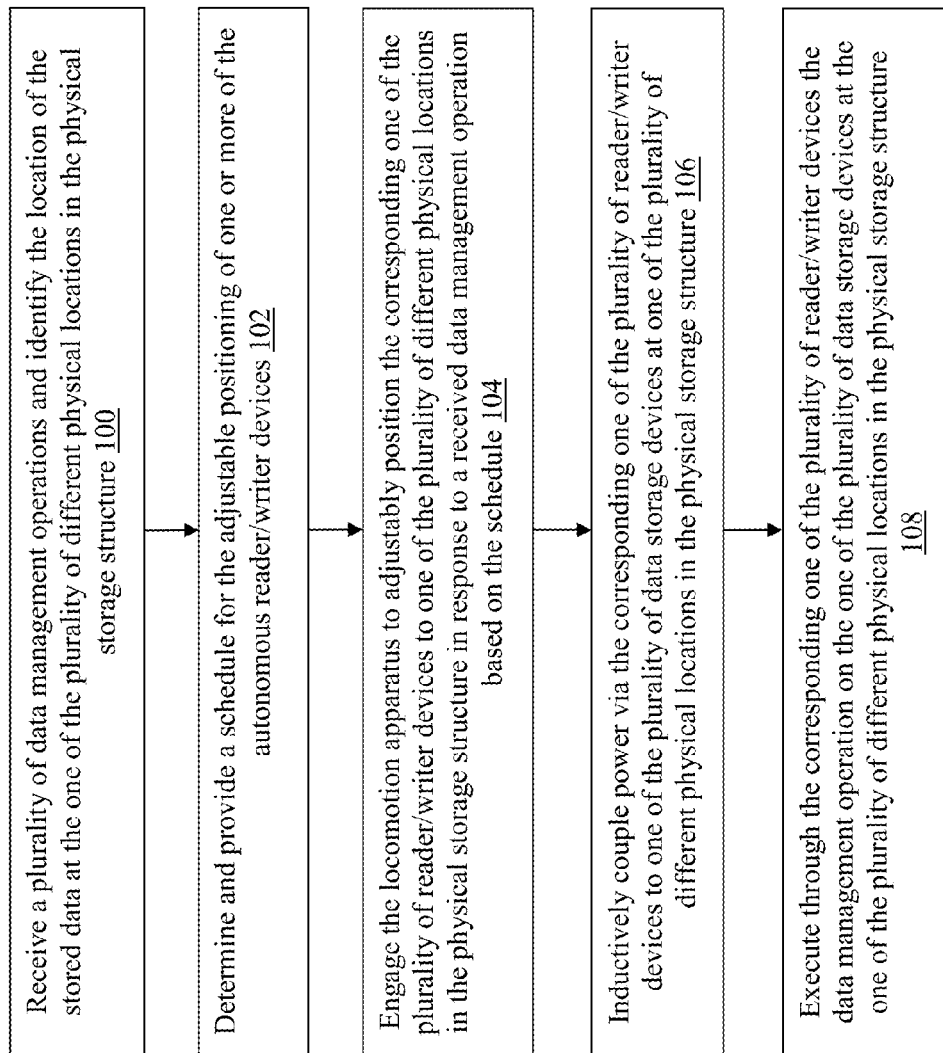 Receive a plurality of data management operations and identify the location of the
stored data at the one of the plurality of different physical locations in the physical
storage structure 100
Determine and provide a schedule for the adjustable positioning of one or more of the
autonomous reader/writer devices 102
Engage the locomotion apparatus to adjustably position the corresponding one of the
plurality of reader/writer devices to one of the plurality of different physical locations
in the physical storage structure in response to a received data management operation
based on the schedule 104
Inductively couple power via the corresponding one of the plurality of reader/writer
devices to one of the plurality of data storage devices at one of the plurality of
different physical locations in the physical storage structure 106
Execute through the corresponding one of the plurality of reader/writer devices the
data management operation on the one of the plurality of data storage devices at the
one of the plurality of different physical locations in the physical storage structure
108